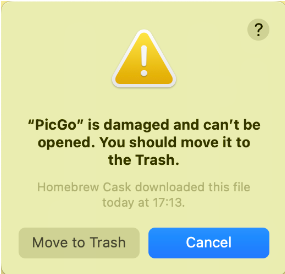 ?
“PicGo” is damaged and can’t be
opened. You should move it to
the Trash.
Homebrew Cask downloaded this file
today at 17:13.
Move to Trash
Cancel